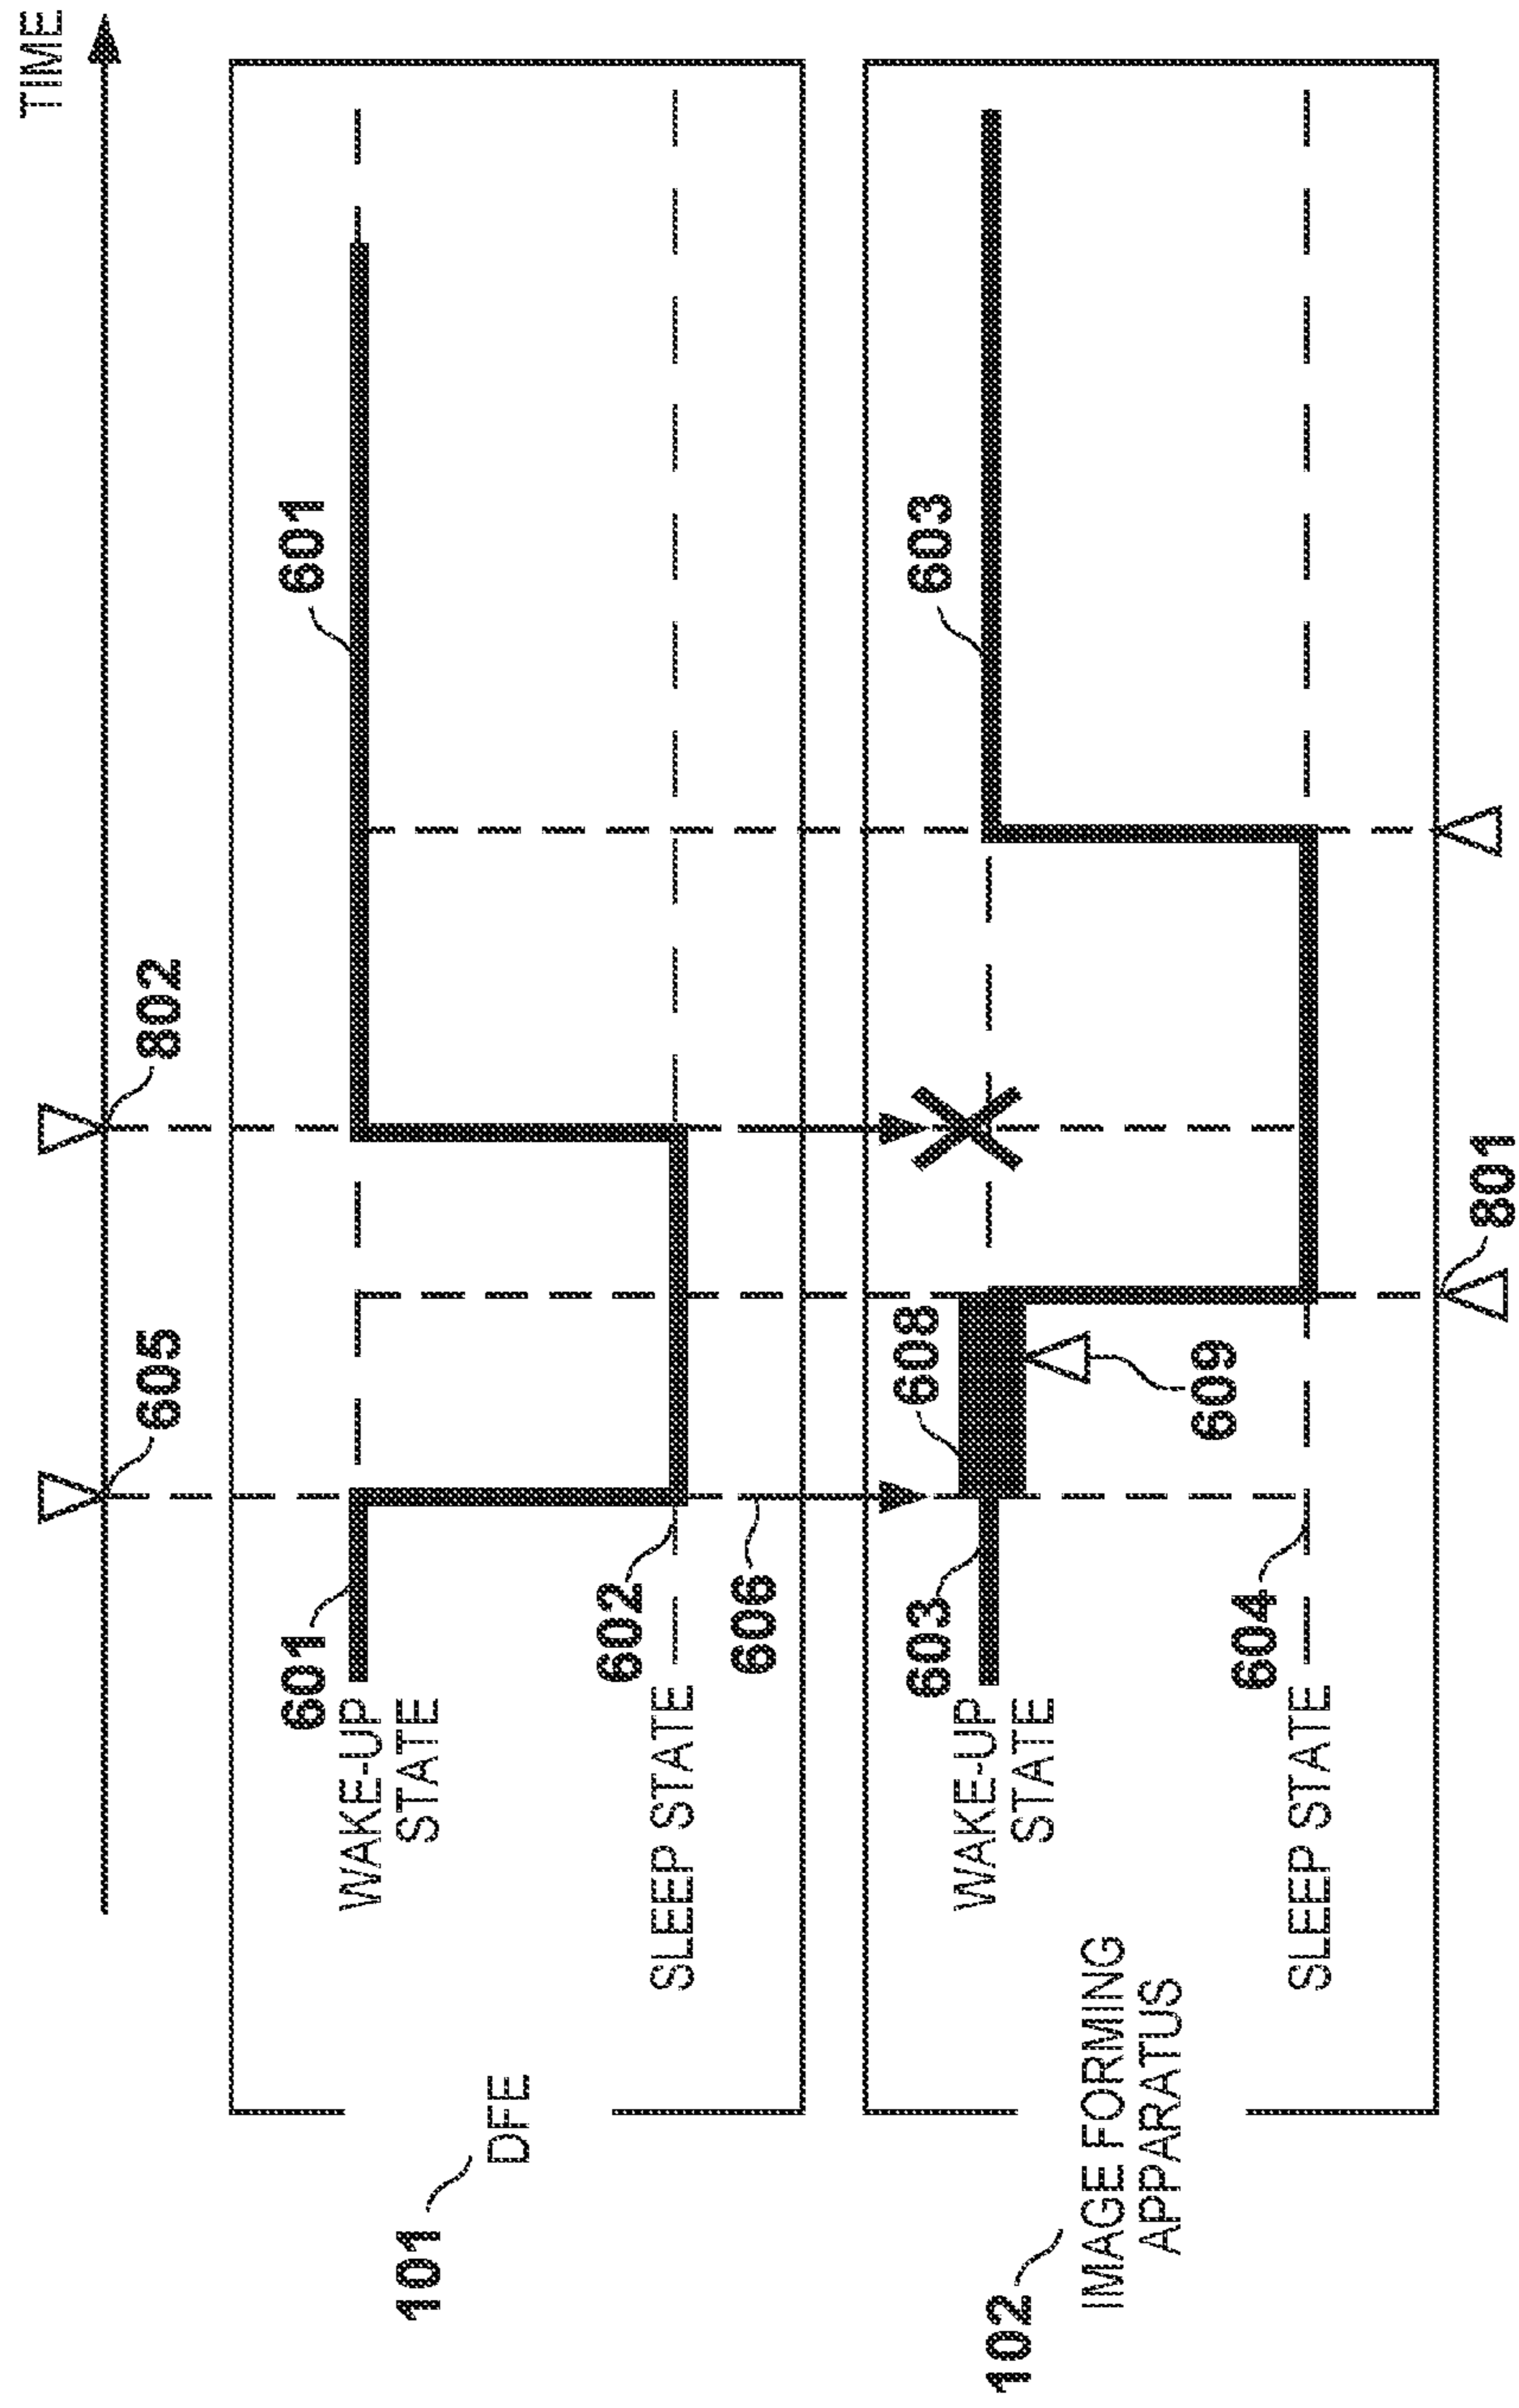 TIME
605
802
101
DFE
WAKE-UP
STATE
601
601
SLEEP STATE
602
606
102
IMAGE FORMING
APPARATUS
WAKE-UP
STATE
603
608
603
609
SLEEP STATE
604
801